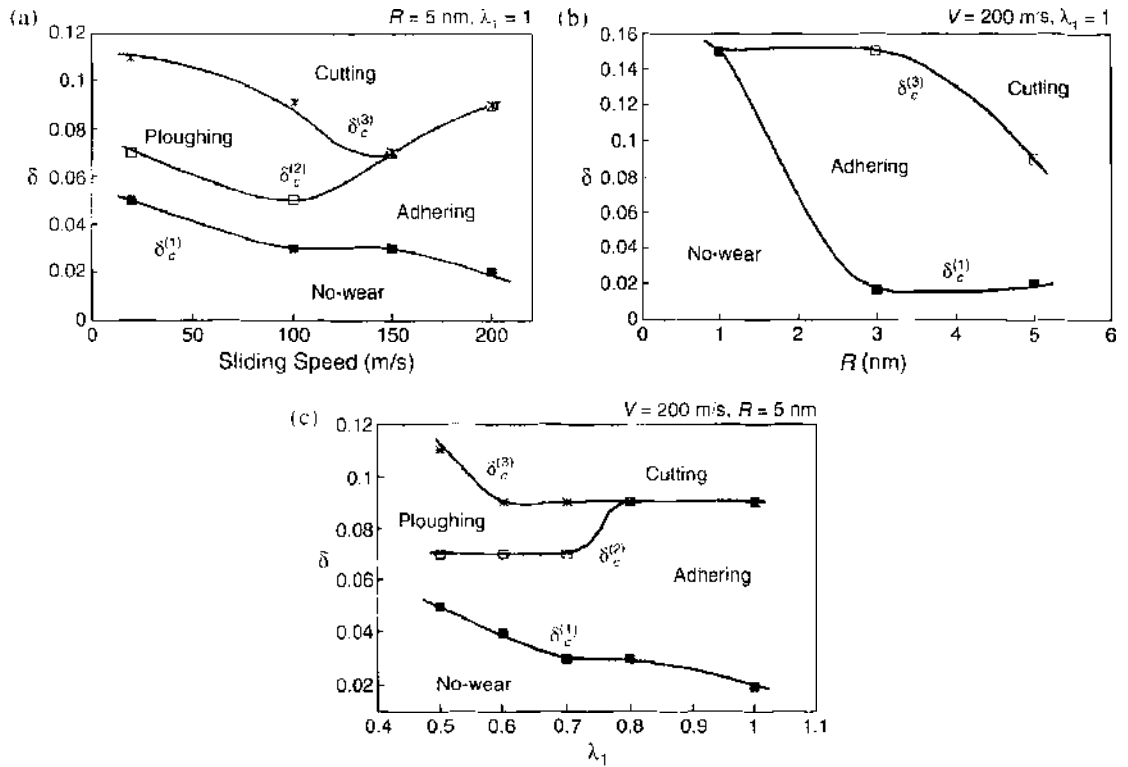 (a)
R = 5 nm, λ₁ = 1
0.12
0.1
0.08
δ
0.06
0.04
0.02
0
Cutting
Ploughing
δc(3)
δc(2)
Adhering
δc(1)
No-wear
0 50 100 150 200
Sliding Speed (m/s)
(b)
V = 200 m/s, λ₁ = 1
0.16
0.14
0.12
0.1
δ
0.08
0.06
0.04
0.02
0
δc(3)
Cutting
Adhering
No-wear
δc(1)
0 1 2 3 4 5 6
R (nm)
(c)
V = 200 m/s, R = 5 nm
0.12
0.1
0.08
δ
0.06
0.04
0.02
δc(3)
Cutting
Ploughing
δc(2)
Adhering
δc(1)
No-wear
0.4 0.5 0.6 0.7 0.8 0.9 1 1.1
λ₁